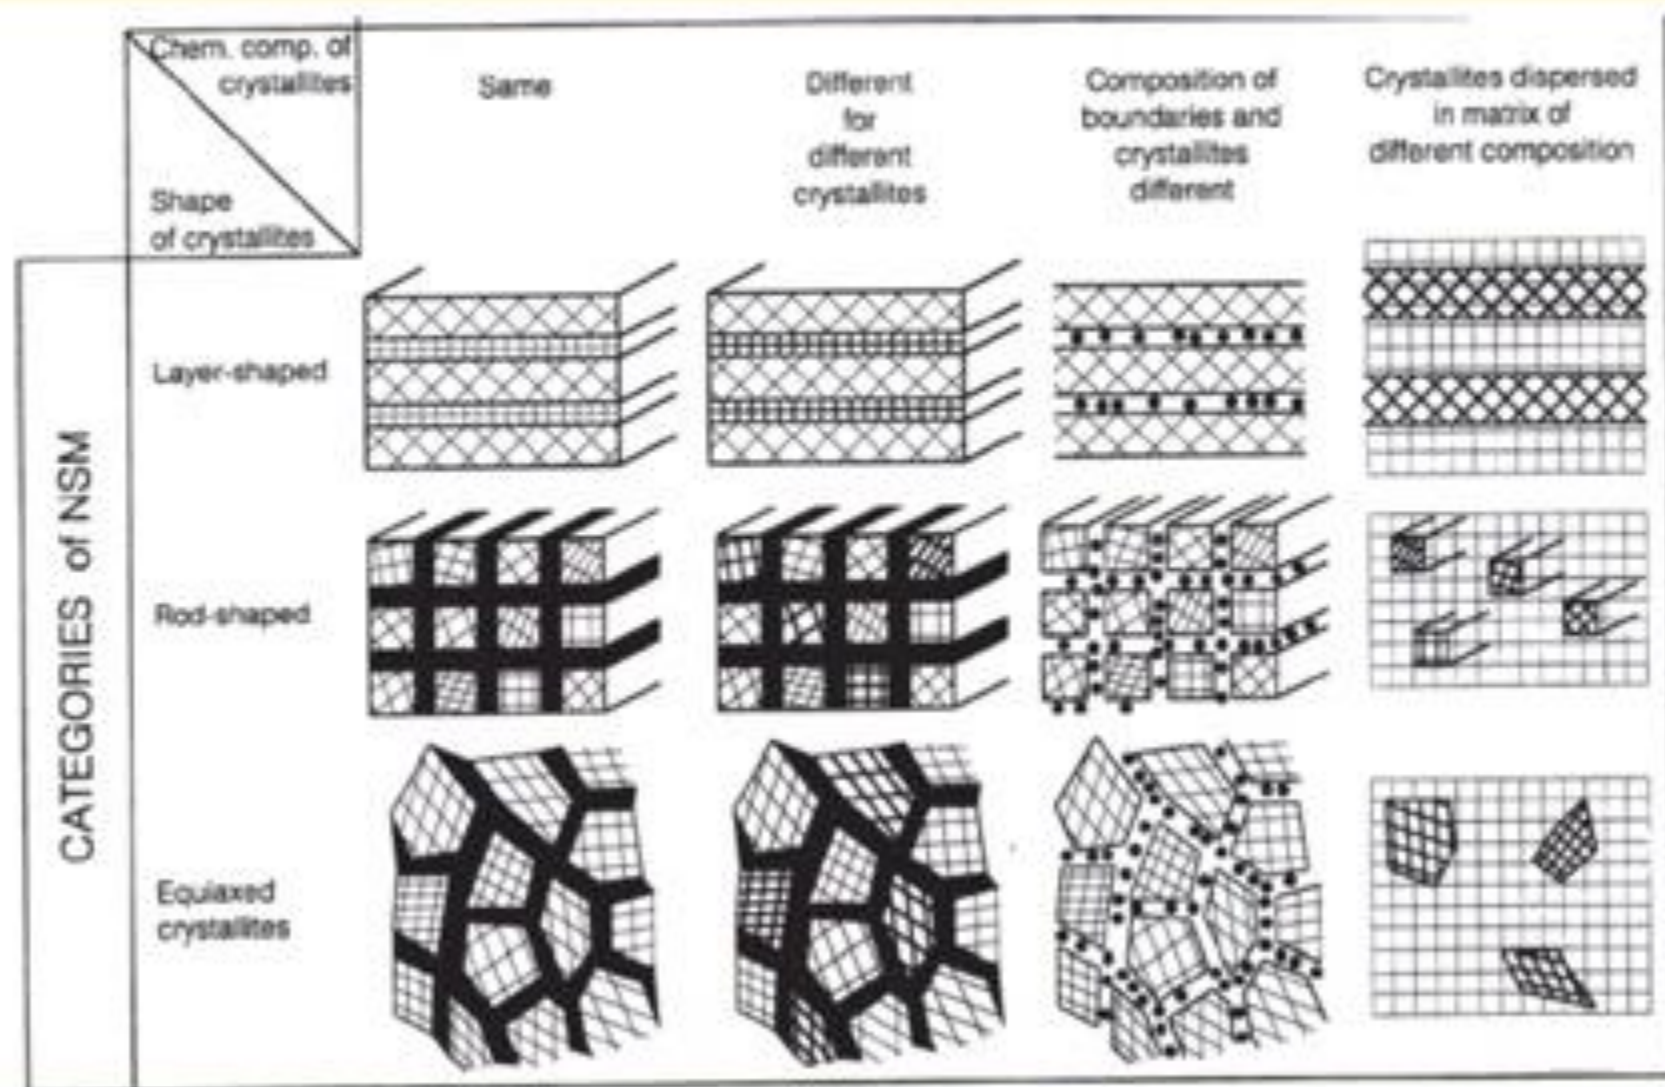 Chem. comp. of
crystallites
Shape
of crystallites
Same
Different
for
different
crystallites
Composition of
boundaries and
crystallites
different
Crystallites dispersed
in matrix of
different composition
CATEGORIES of NSM
Layer-shaped
Rod-shaped
Equiaxed
crystallites